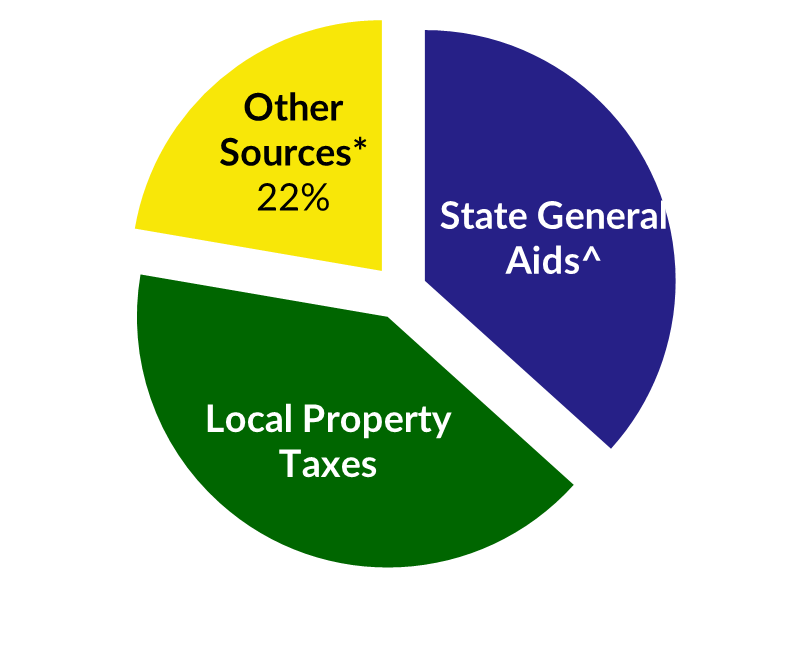 Other
Sources*
22%
State General
Aids^
Local Property
Taxes